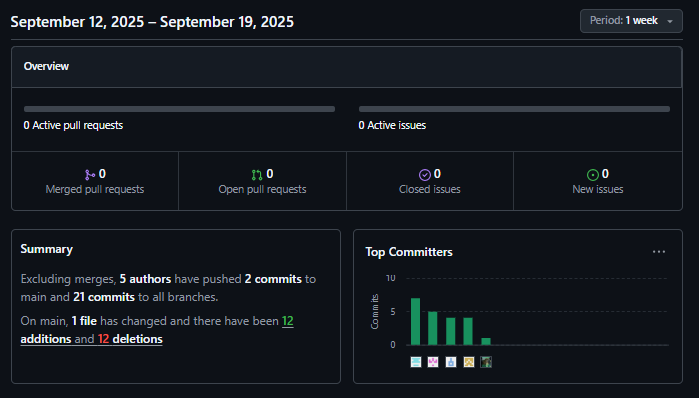 September 12, 2025 – September 19, 2025
Period: 1 week
Overview
0 Active pull requests
0 Active issues
0
Merged pull requests
0
Open pull requests
0
Closed issues
0
New issues
Summary
Excluding merges, 5 authors have pushed 2 commits to
main and 21 commits to all branches.
On main, 1 file has changed and there have been 12
additions and 12 deletions
Top Committers
Commits
10
5
0